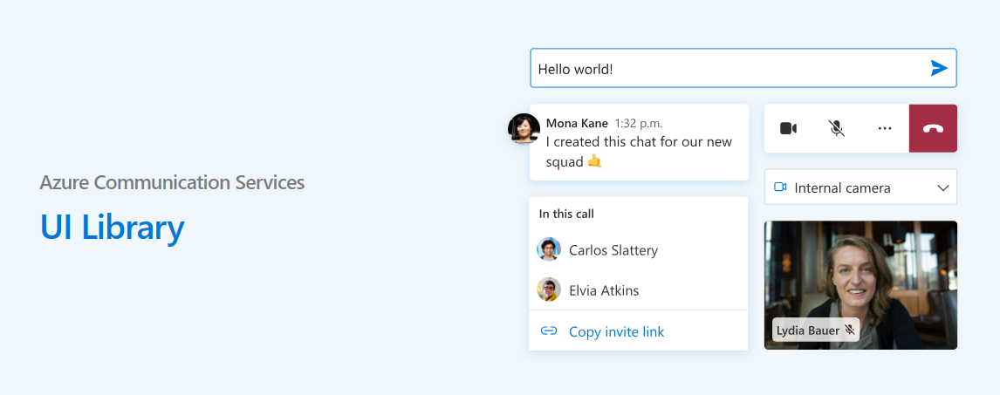 Azure Communication Services
UI Library
Hello world!
Mona Kane 1:32 p.m.
I created this chat for our new
squad 🤙
In this call
Carlos Slattery
Elvia Atkins
Copy invite link
Internal camera
Lydia Bauer